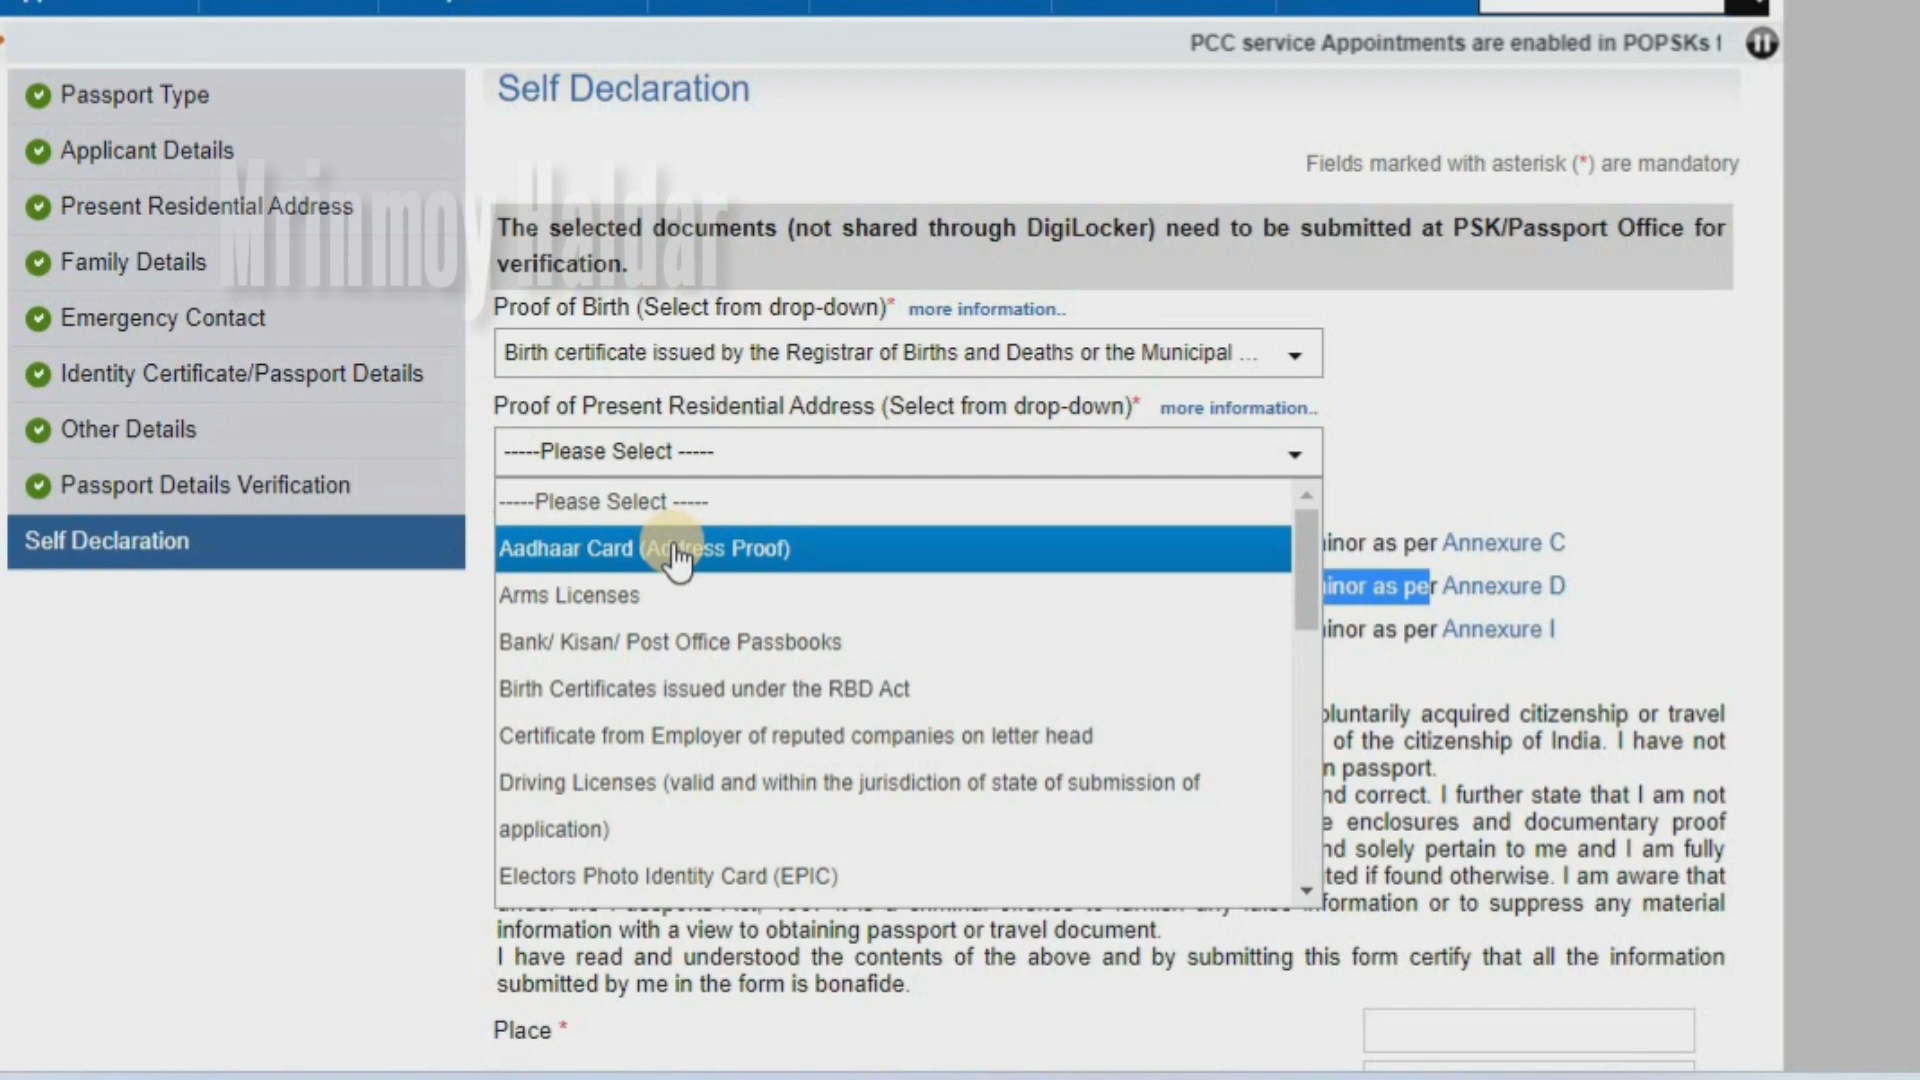 PCC service Appointments are enabled in POPSKs
Passport Type
Applicant Details
Present Residential Address
Family Details
Emergency Contact
Identity Certificate/Passport Details
Other Details
Passport Details Verification
Self Declaration
Mrinmoy Haldar
Self Declaration
Fields marked with asterisk (*) are mandatory
The selected documents (not shared through DigiLocker) need to be submitted at PSK/Passport Office for
verification.
Proof of Birth (Select from drop-down)* more information..
Birth certificate issued by the Registrar of Births and Deaths or the Municipal ...
Proof of Present Residential Address (Select from drop-down)* more information..
-----Please Select -----
-----Please Select -----
Aadhaar Card (Address Proof)
Arms Licenses
Bank/ Kisan/ Post Office Passbooks
Birth Certificates issued under the RBD Act
Certificate from Employer of reputed companies on letter head
Driving Licenses (valid and within the jurisdiction of state of submission of
application)
Electors Photo Identity Card (EPIC)
inor as per Annexure C
inor as per Annexure D
inor as per Annexure I
oluntarily acquired citizenship or travel
of the citizenship of India. I have not
n passport.
nd correct. I further state that I am not
e enclosures and documentary proof
nd solely pertain to me and I am fully
ted if found otherwise. I am aware that
formation or to suppress any material
information with a view to obtaining passport or travel document.
I have read and understood the contents of the above and by submitting this form certify that all the information
submitted by me in the form is bonafide.
Place *